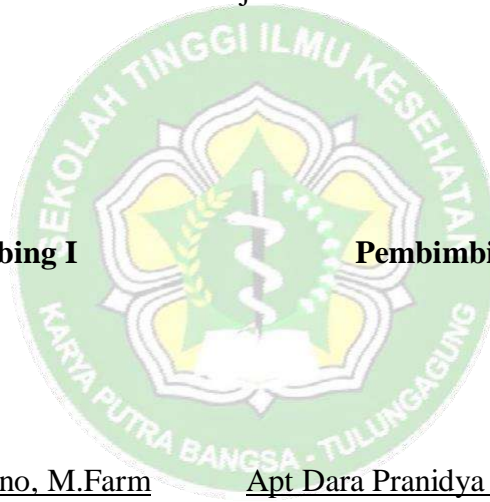 SEKOLAH TINGGI ILMU KESEHATAN
bing I Pembimbi
KARYA PUTRA BANGSA - TULUNGAGUNG
no, M.Farm Apt Dara Pranidya